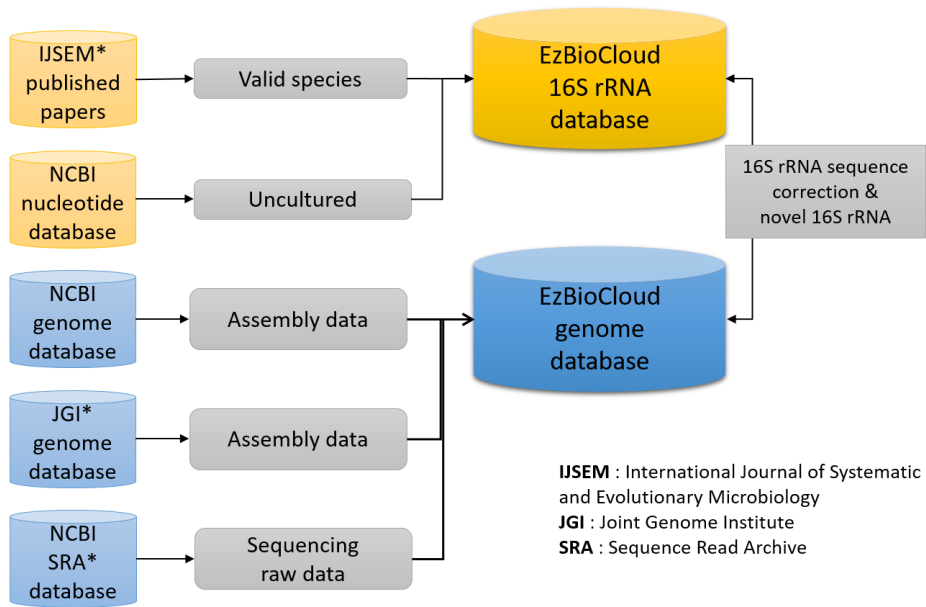 IJSEM*
published
papers
Valid species
EzBioCloud
16S rRNA
database
NCBI
nucleotide
database
Uncultured
16S rRNA sequence
correction &
novel 16S rRNA
NCBI
genome
database
Assembly data
EzBioCloud
genome
database
JGI*
genome
database
Assembly data
NCBI
SRA*
database
Sequencing
raw data
IJSEM : International Journal of Systematic
and Evolutionary Microbiology
JGI : Joint Genome Institute
SRA : Sequence Read Archive